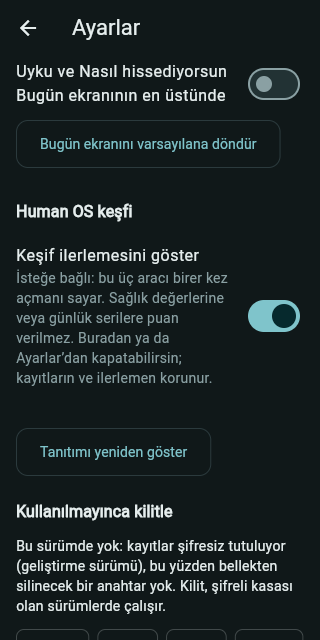 Ayarlar
Uyku ve Nasıl hissediyorsun
Bugün ekranının en üstünde
Bugün ekranını varsayılana döndür
Human OS keşfi
Keşif ilerlemesini göster
İsteğe bağlı: bu üç aracı birer kez
açmanı sayar. Sağlık değerlerine
veya günlük serilere puan
verilmez. Buradan ya da
Ayarlar’dan kapatabilirsin;
kayıtların ve ilerlemen korunur.
Tanıtımı yeniden göster
Kullanılmayınca kilitle
Bu sürümde yok: kayıtlar şifresiz tutuluyor
(geliştirme sürümü), bu yüzden bellekten
silinecek bir anahtar yok. Kilit, şifreli kasası
olan sürümlerde çalışır.